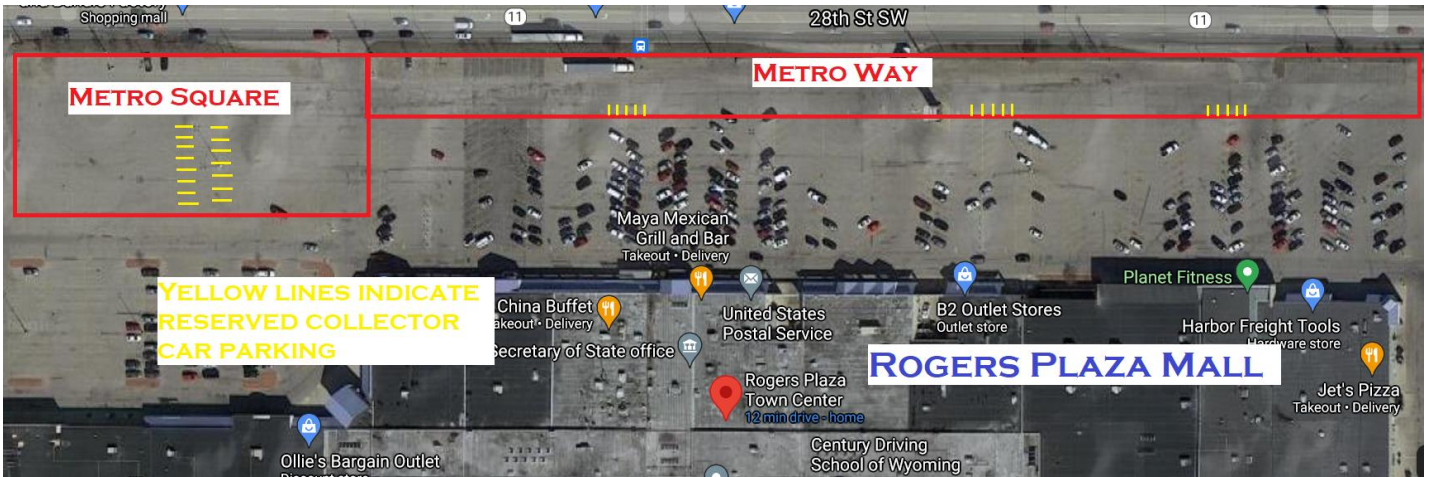 Shopping mall
11
28th St SW
11
METRO SQUARE
METRO WAY
Maya Mexican
Grill and Bar
Takeout • Delivery
YELLOW LINES INDICATE
RESERVED COLLECTOR
CAR PARKING
China Buffet
akeout • Delivery
Secretary of State office
United States
Postal Service
B2 Outlet Stores
Outlet store
Planet Fitness
Harbor Freight Tools
Hardware store
ROGERS PLAZA MALL
Jet's Pizza
Takeout • Delivery
Rogers Plaza
Town Center
12 min drive - home
Ollie's Bargain Outlet
Century Driving
School of Wyoming